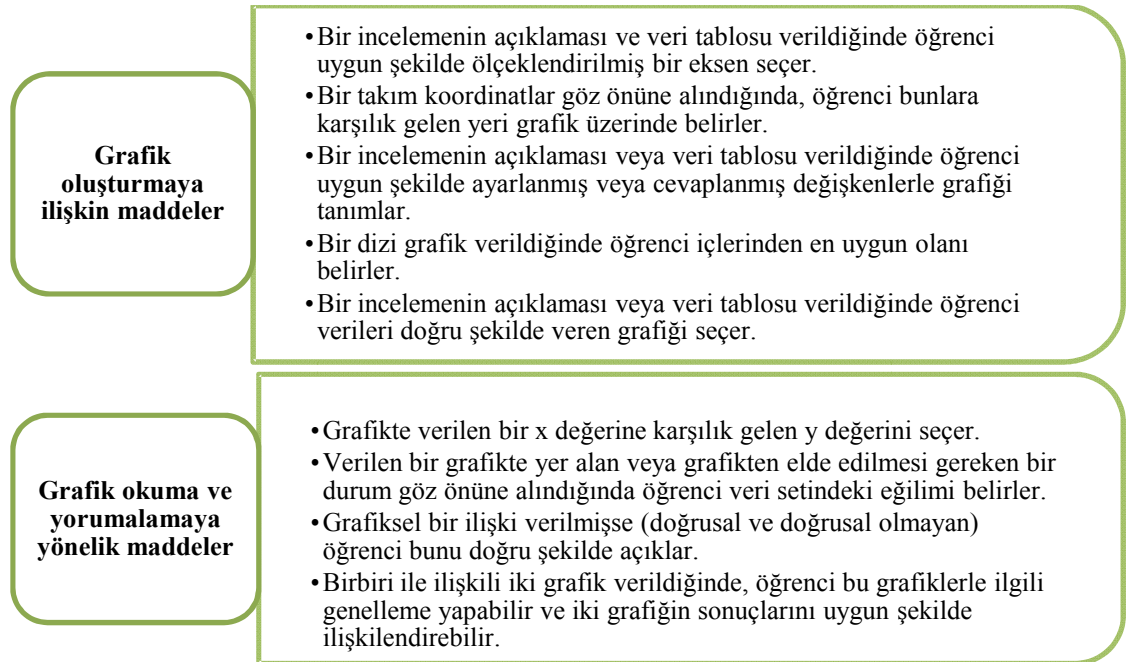 Grafik
oluşturmaya
ilişkin maddeler
•Bir incelemenin açıklaması ve veri tablosu verildiğinde öğrenci
uygun şekilde ölçeklendirilmiş bir eksen seçer.
•Bir takım koordinatlar göz önüne alındığında, öğrenci bunlara
karşılık gelen yeri grafik üzerinde belirler.
•Bir incelemenin açıklaması veya veri tablosu verildiğinde öğrenci
uygun şekilde ayarlanmış veya cevaplanmış değişkenlerle grafiği
tanımlar.
•Bir dizi grafik verildiğinde öğrenci içlerinden en uygun olanı
belirler.
•Bir incelemenin açıklaması veya veri tablosu verildiğinde öğrenci
verileri doğru şekilde veren grafiği seçer.
Grafik okuma ve
yorumalamaya
yönelik maddeler
•Grafikte verilen bir x değerine karşılık gelen y değerini seçer.
•Verilen bir grafikte yer alan veya grafikten elde edilmesi gereken bir
durum göz önüne alındığında öğrenci veri setindeki eğilimi belirler.
•Grafiksel bir ilişki verilmişse (doğrusal ve doğrusal olmayan)
öğrenci bunu doğru şekilde açıklar.
•Birbiri ile ilişkili iki grafik verildiğinde, öğrenci bu grafiklerle ilgili
genelleme yapabilir ve iki grafiğin sonuçlarını uygun şekilde
ilişkilendirebilir.